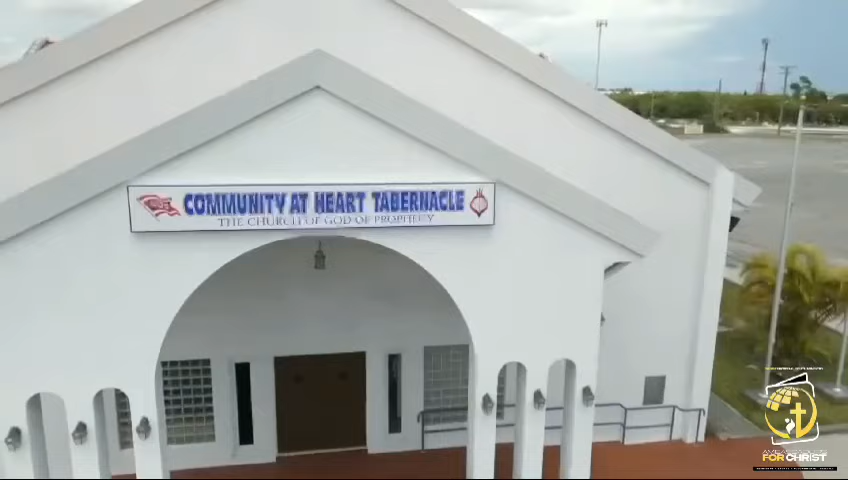 COMMUNITY AT HEART TABERNACLE
THE CHURCH OF GOD OF PROPHECY
FOR CHRIST